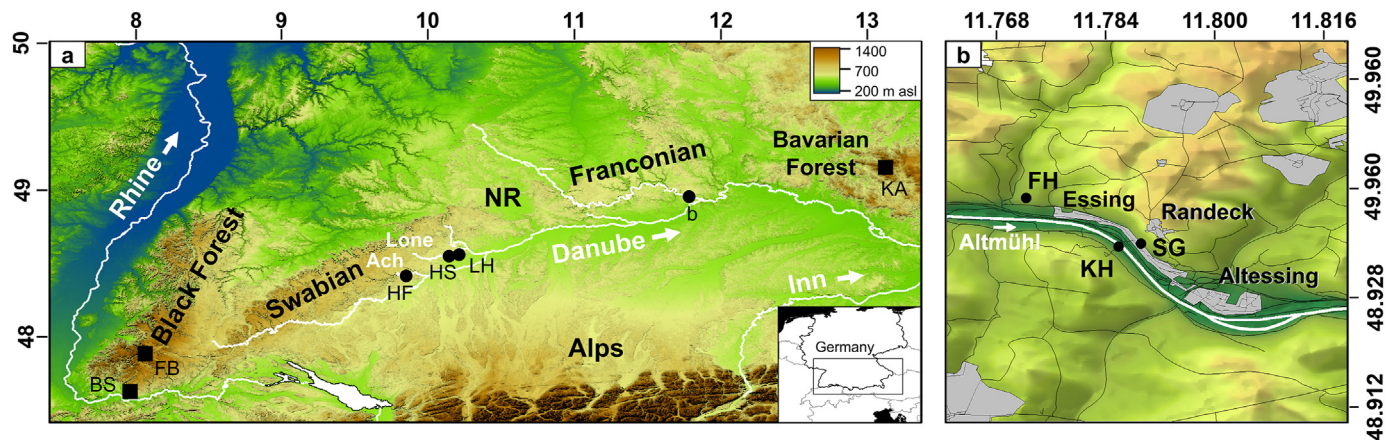 8 9 10 11 12 13
50
49
48
a
1400
700
200 m asl
Rhine
Black Forest
FB
BS
Swabian
Lone
Ach
HF
HS
LH
NR
Franconian
b
Danube
Inn
Alps
Bavarian
Forest
KA
Germany
11.768 11.784 11.800 11.816
b
FH
Essing
Randeck
Altmühl
KH
SG
Altessing
49.960
49.960
48.928
48.912